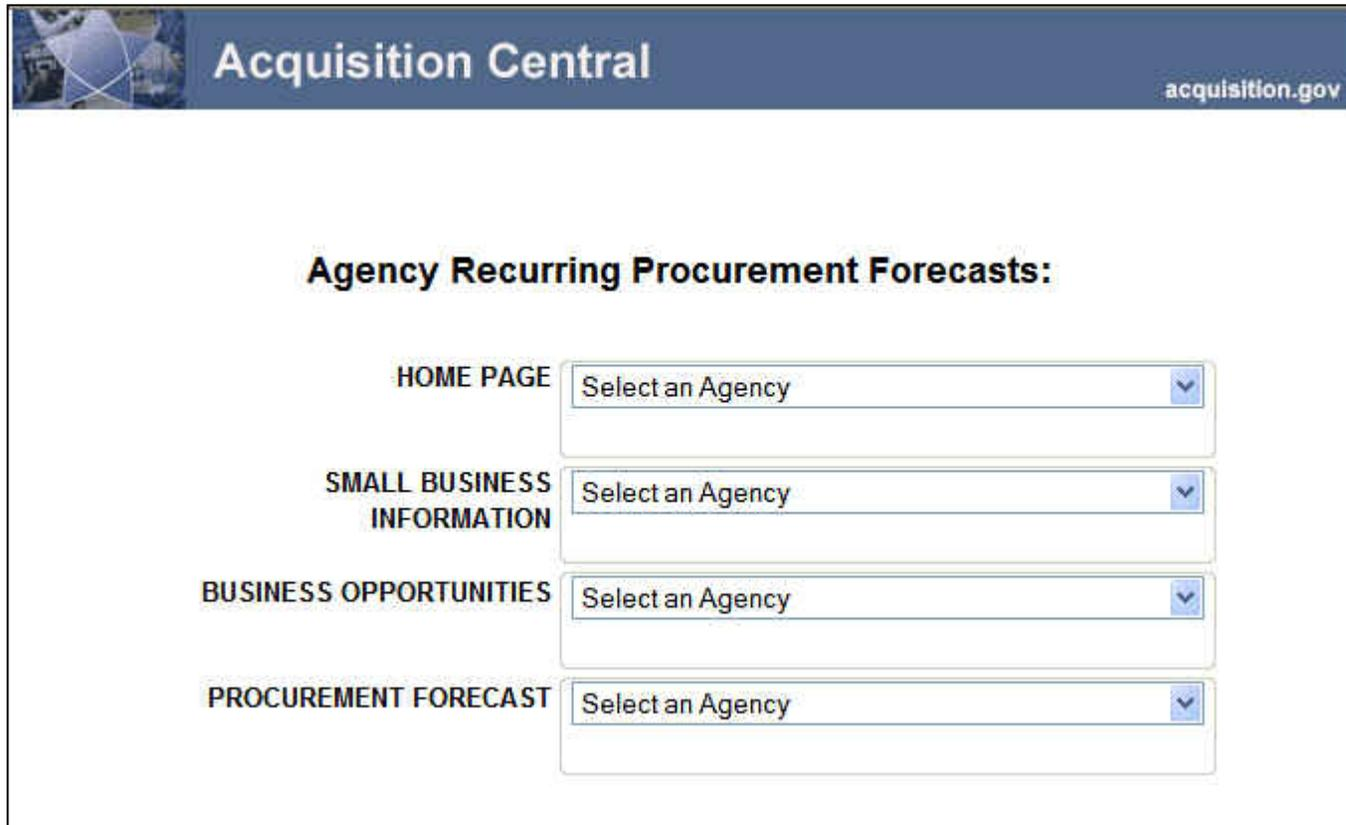 Acquisition Central
acquisition.gov
Agency Recurring Procurement Forecasts:
HOME PAGE
Select an Agency
SMALL BUSINESS
INFORMATION
Select an Agency
BUSINESS OPPORTUNITIES
Select an Agency
PROCUREMENT FORECAST
Select an Agency